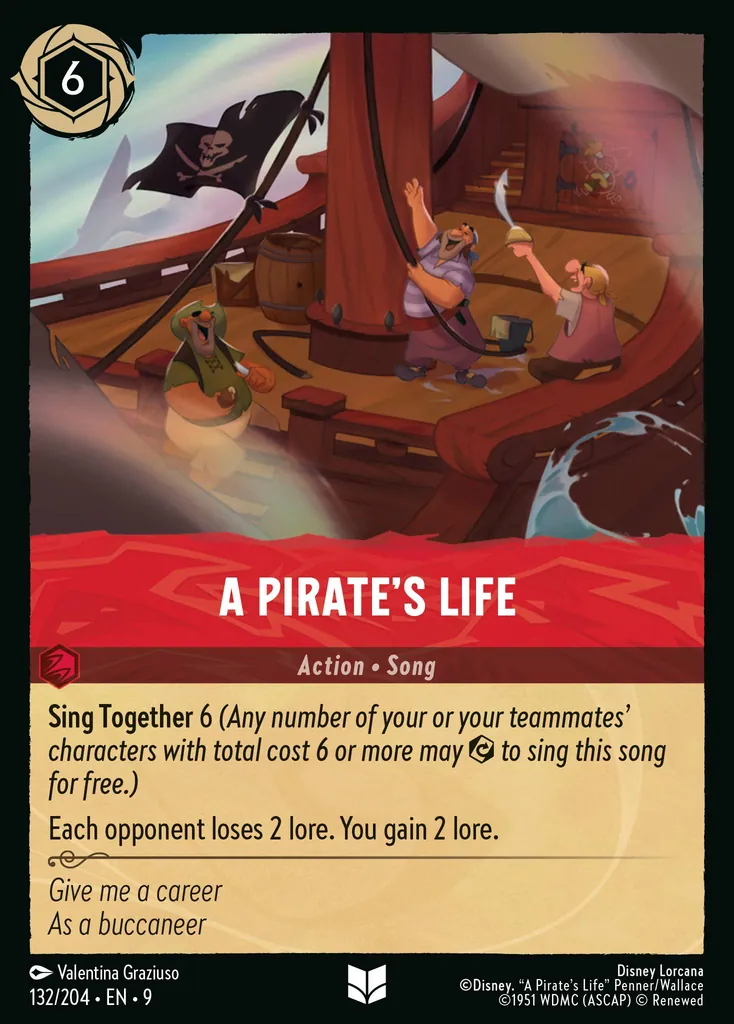 6
A PIRATE'S LIFE
Action • Song
Sing Together 6 (Any number of your or your teammates'
characters with total cost 6 or more may to sing this song
for free.)
Each opponent loses 2 lore. You gain 2 lore.
Give me a career
As a buccaneer
Valentina Graziuso
132/204 • EN • 9
Disney Lorcana
©Disney. "A Pirate's Life" Penner/Wallace
©1951 WDMC (ASCAP) © Renewed